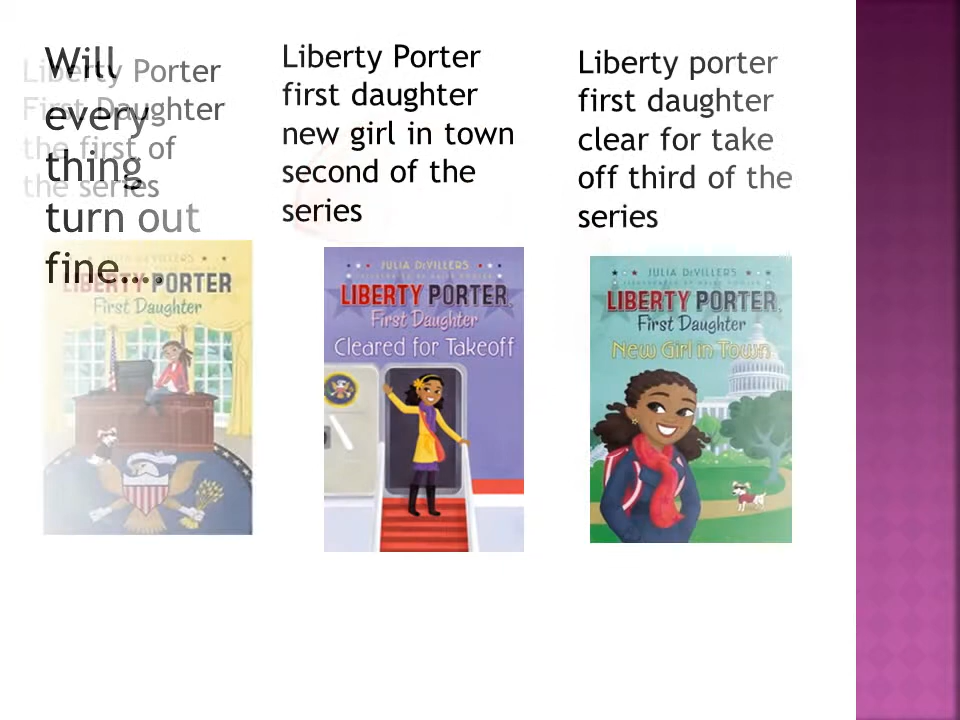 Will
every
thing
turn out
fine….
Liberty Porter
First Daughter
the first of
the series
Liberty Porter
first daughter
new girl in town
second of the
series
Liberty porter
first daughter
clear for take
off third of the
series
LIBERTY PORTER
First Daughter
JULIA DEVILLERS
LIBERTY PORTER,
First Daughter
Cleared for Takeoff
JULIA DEVILLERS
LIBERTY PORTER,
First Daughter
New Girl in Town